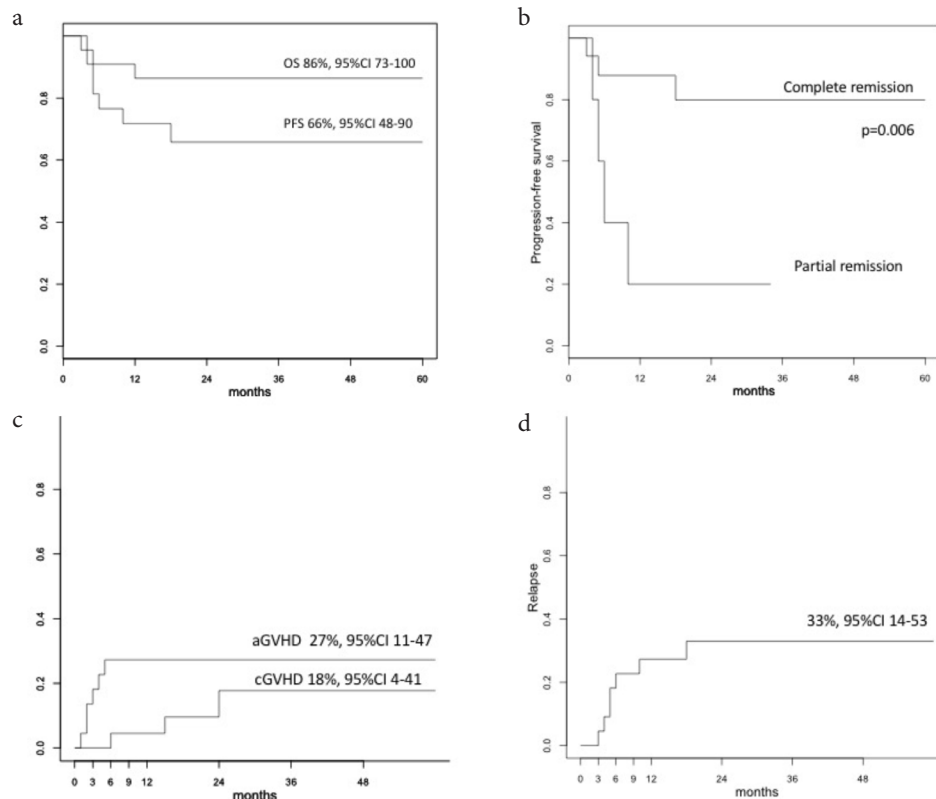 a
OS 86%, 95%CI 73-100
PFS 66%, 95%CI 48-90
0.8
0.6
0.4
0.2
0.0
0 12 24 36 48 60
months
b
Progression-free survival
Complete remission
p=0.006
Partial remission
0.8
0.6
0.4
0.2
0.0
0 12 24 36 48 60
months
c
aGVHD 27%, 95%CI 11-47
cGVHD 18%, 95%CI 4-41
0.8
0.6
0.4
0.2
0.0
0 3 6 9 12 24 36 48
months
d
Relapse
33%, 95%CI 14-53
0.8
0.6
0.4
0.2
0.0
0 3 6 9 12 24 36 48
months